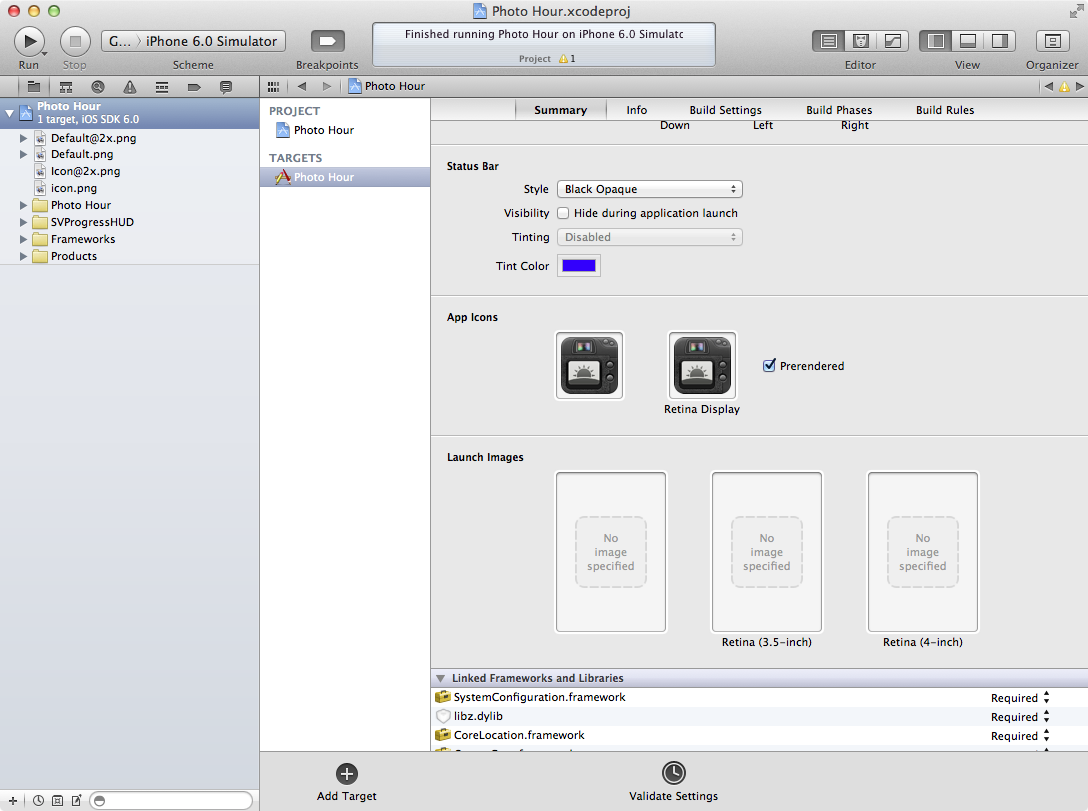 Photo Hour.xcodeproj
G... iPhone 6.0 Simulator
Finished running Photo Hour on iPhone 6.0 Simulato
Project 1
Run Stop Scheme Breakpoints Editor View Organizer
Photo Hour
Photo Hour
1 target, iOS SDK 6.0
Default@2x.png
Default.png
Icon@2x.png
icon.png
Photo Hour
SVProgressHUD
Frameworks
Products
PROJECT
Photo Hour
TARGETS
Photo Hour
Summary Info Build Settings Build Phases Build Rules
Down Left Right
Status Bar
Style Black Opaque
Visibility Hide during application launch
Tinting Disabled
Tint Color
App Icons
Prerendered
Retina Display
Launch Images
No
image
specified
No
image
specified
No
image
specified
Retina (3.5-inch) Retina (4-inch)
Linked Frameworks and Libraries
SystemConfiguration.framework Required
libz.dylib Required
CoreLocation.framework Required
Add Target Validate Settings